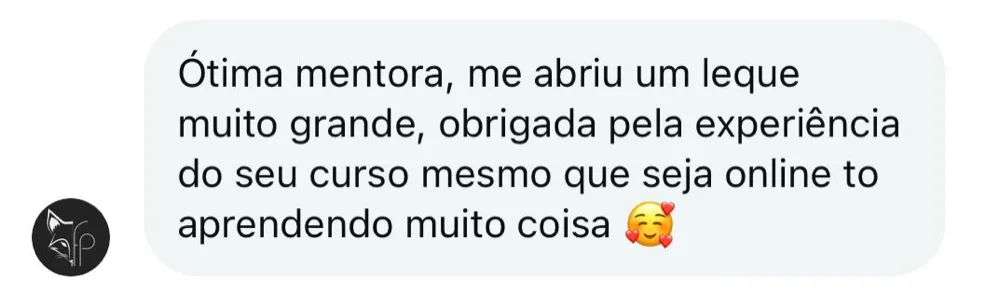 Ótima mentora, me abriu um leque
muito grande, obrigada pela experiência
do seu curso mesmo que seja online to
aprendendo muito coisa 🥰
fp